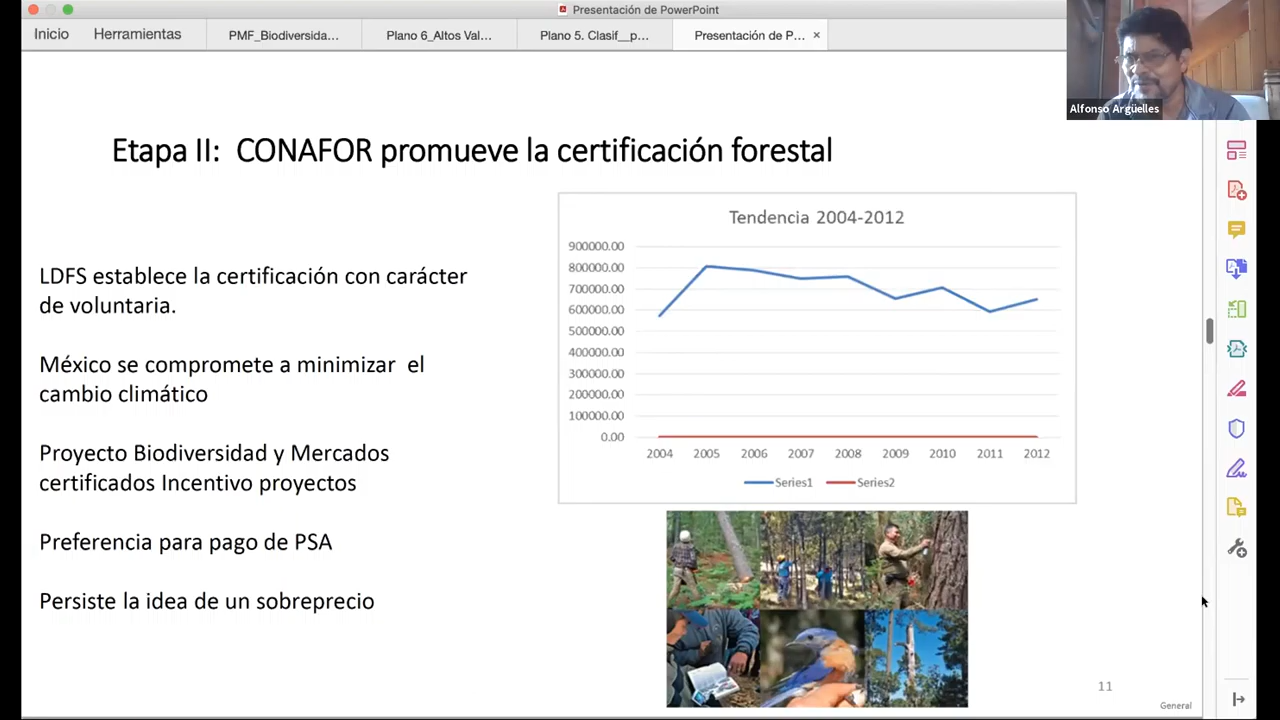 Presentación de PowerPoint
Inicio
Herramientas
PMF_Biodiversida...
Plano 6_Altos Val...
Plano 5. Clasif__p...
Presentación de P...
Alfonso Argüelles
Etapa II: CONAFOR promueve la certificación forestal
LDFS establece la certificación con carácter
de voluntaria.
México se compromete a minimizar el
cambio climático
Proyecto Biodiversidad y Mercados
certificados Incentivo proyectos
Preferencia para pago de PSA
Persiste la idea de un sobreprecio
Tendencia 2004-2012
900000.00
800000.00
700000.00
600000.00
500000.00
400000.00
300000.00
200000.00
100000.00
0.00
2004 2005 2006 2007 2008 2009 2010 2011 2012
Series1 Series2
11
General